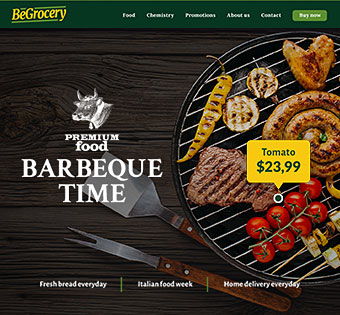 BeGrocery
Food Chemistry Promotions About us Contact Buy now
PREMIUM
food
BARBEQUE
TIME
Tomato
$23,99
Fresh bread everyday Italian food week Home delivery everyday